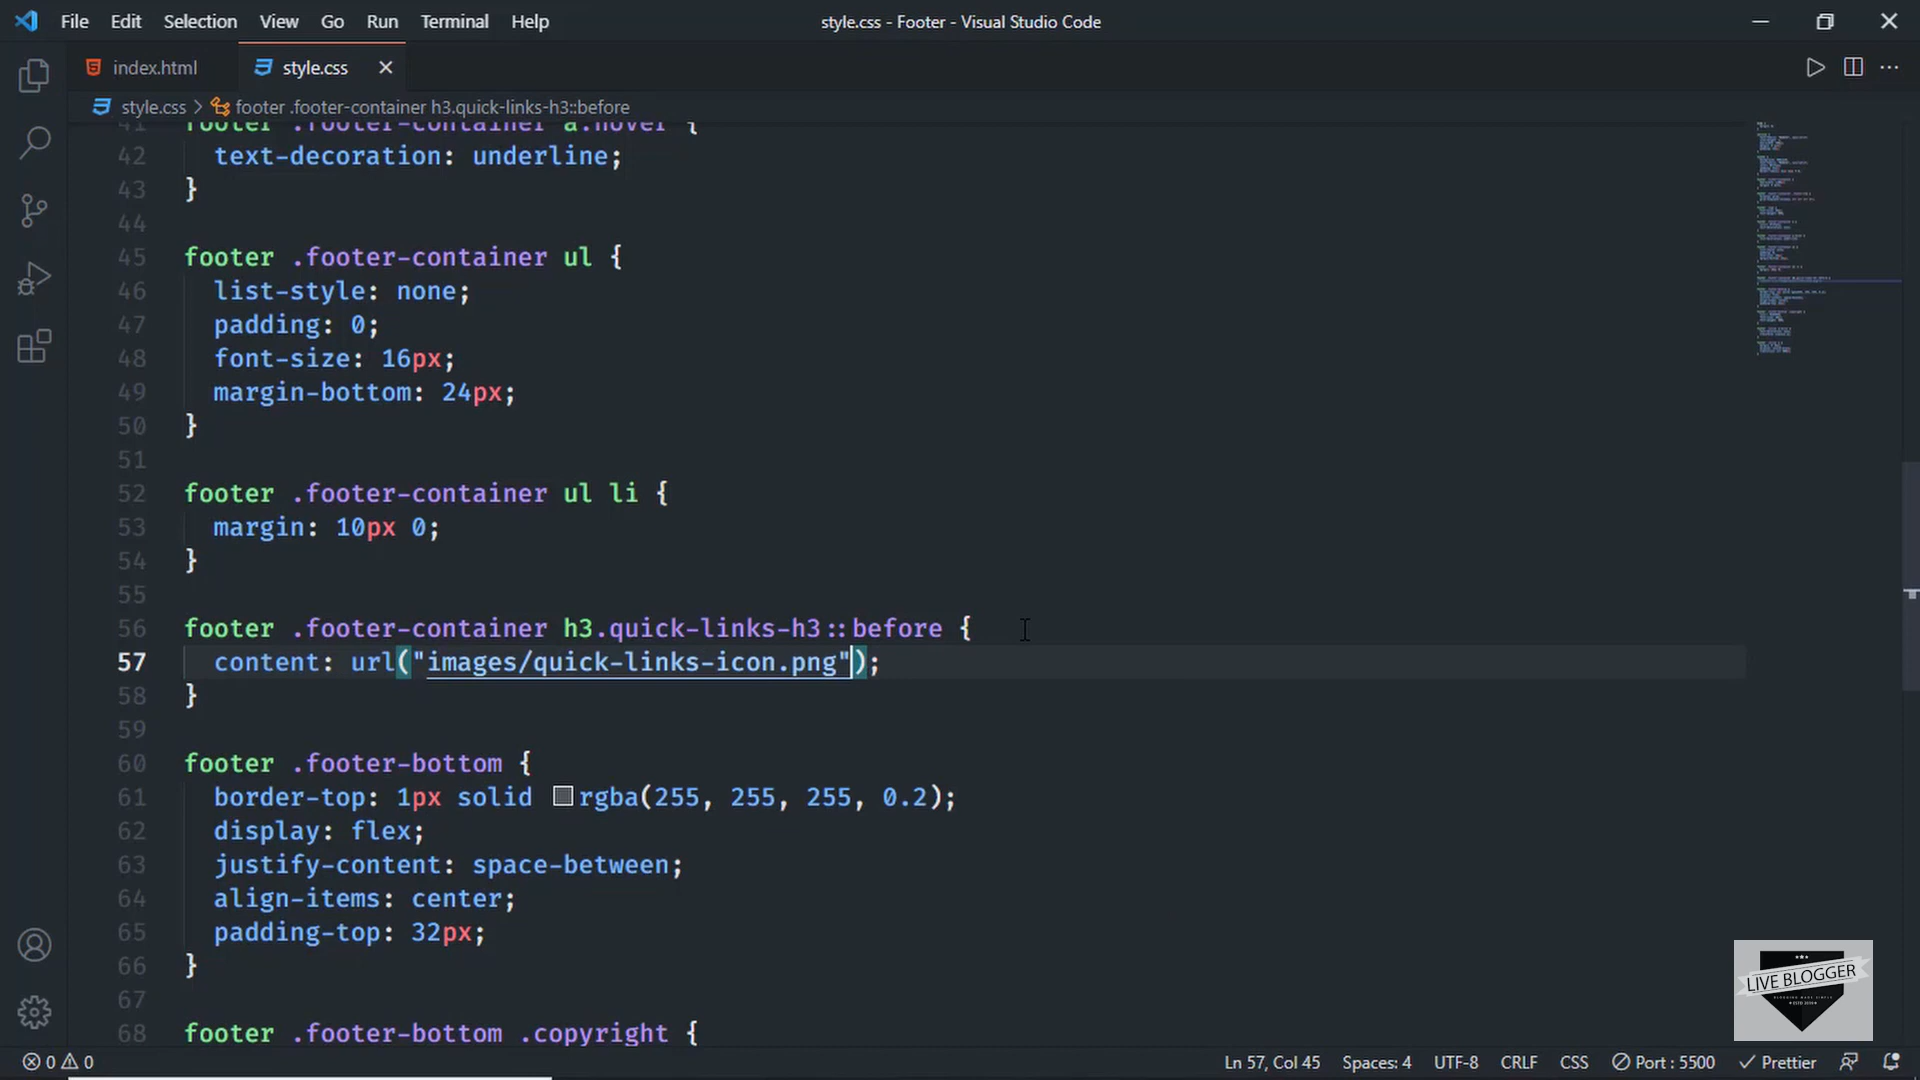 File Edit Selection View Go Run Terminal Help style.css - Footer - Visual Studio Code
index.html style.css
style.css > footer .footer-container h3.quick-links-h3::before
41 footer .footer-container a:hover {
42 text-decoration: underline;
43 }
44
45 footer .footer-container ul {
46 list-style: none;
47 padding: 0;
48 font-size: 16px;
49 margin-bottom: 24px;
50 }
51
52 footer .footer-container ul li {
53 margin: 10px 0;
54 }
55
56 footer .footer-container h3.quick-links-h3::before {
57 content: url("images/quick-links-icon.png");
58 }
59
60 footer .footer-bottom {
61 border-top: 1px solid rgba(255, 255, 255, 0.2);
62 display: flex;
63 justify-content: space-between;
64 align-items: center;
65 padding-top: 32px;
66 }
67
68 footer .footer-bottom .copyright {
LIVE BLOGGER
0 0 Ln 57, Col 45 Spaces: 4 UTF-8 CRLF CSS Port : 5500 Prettier